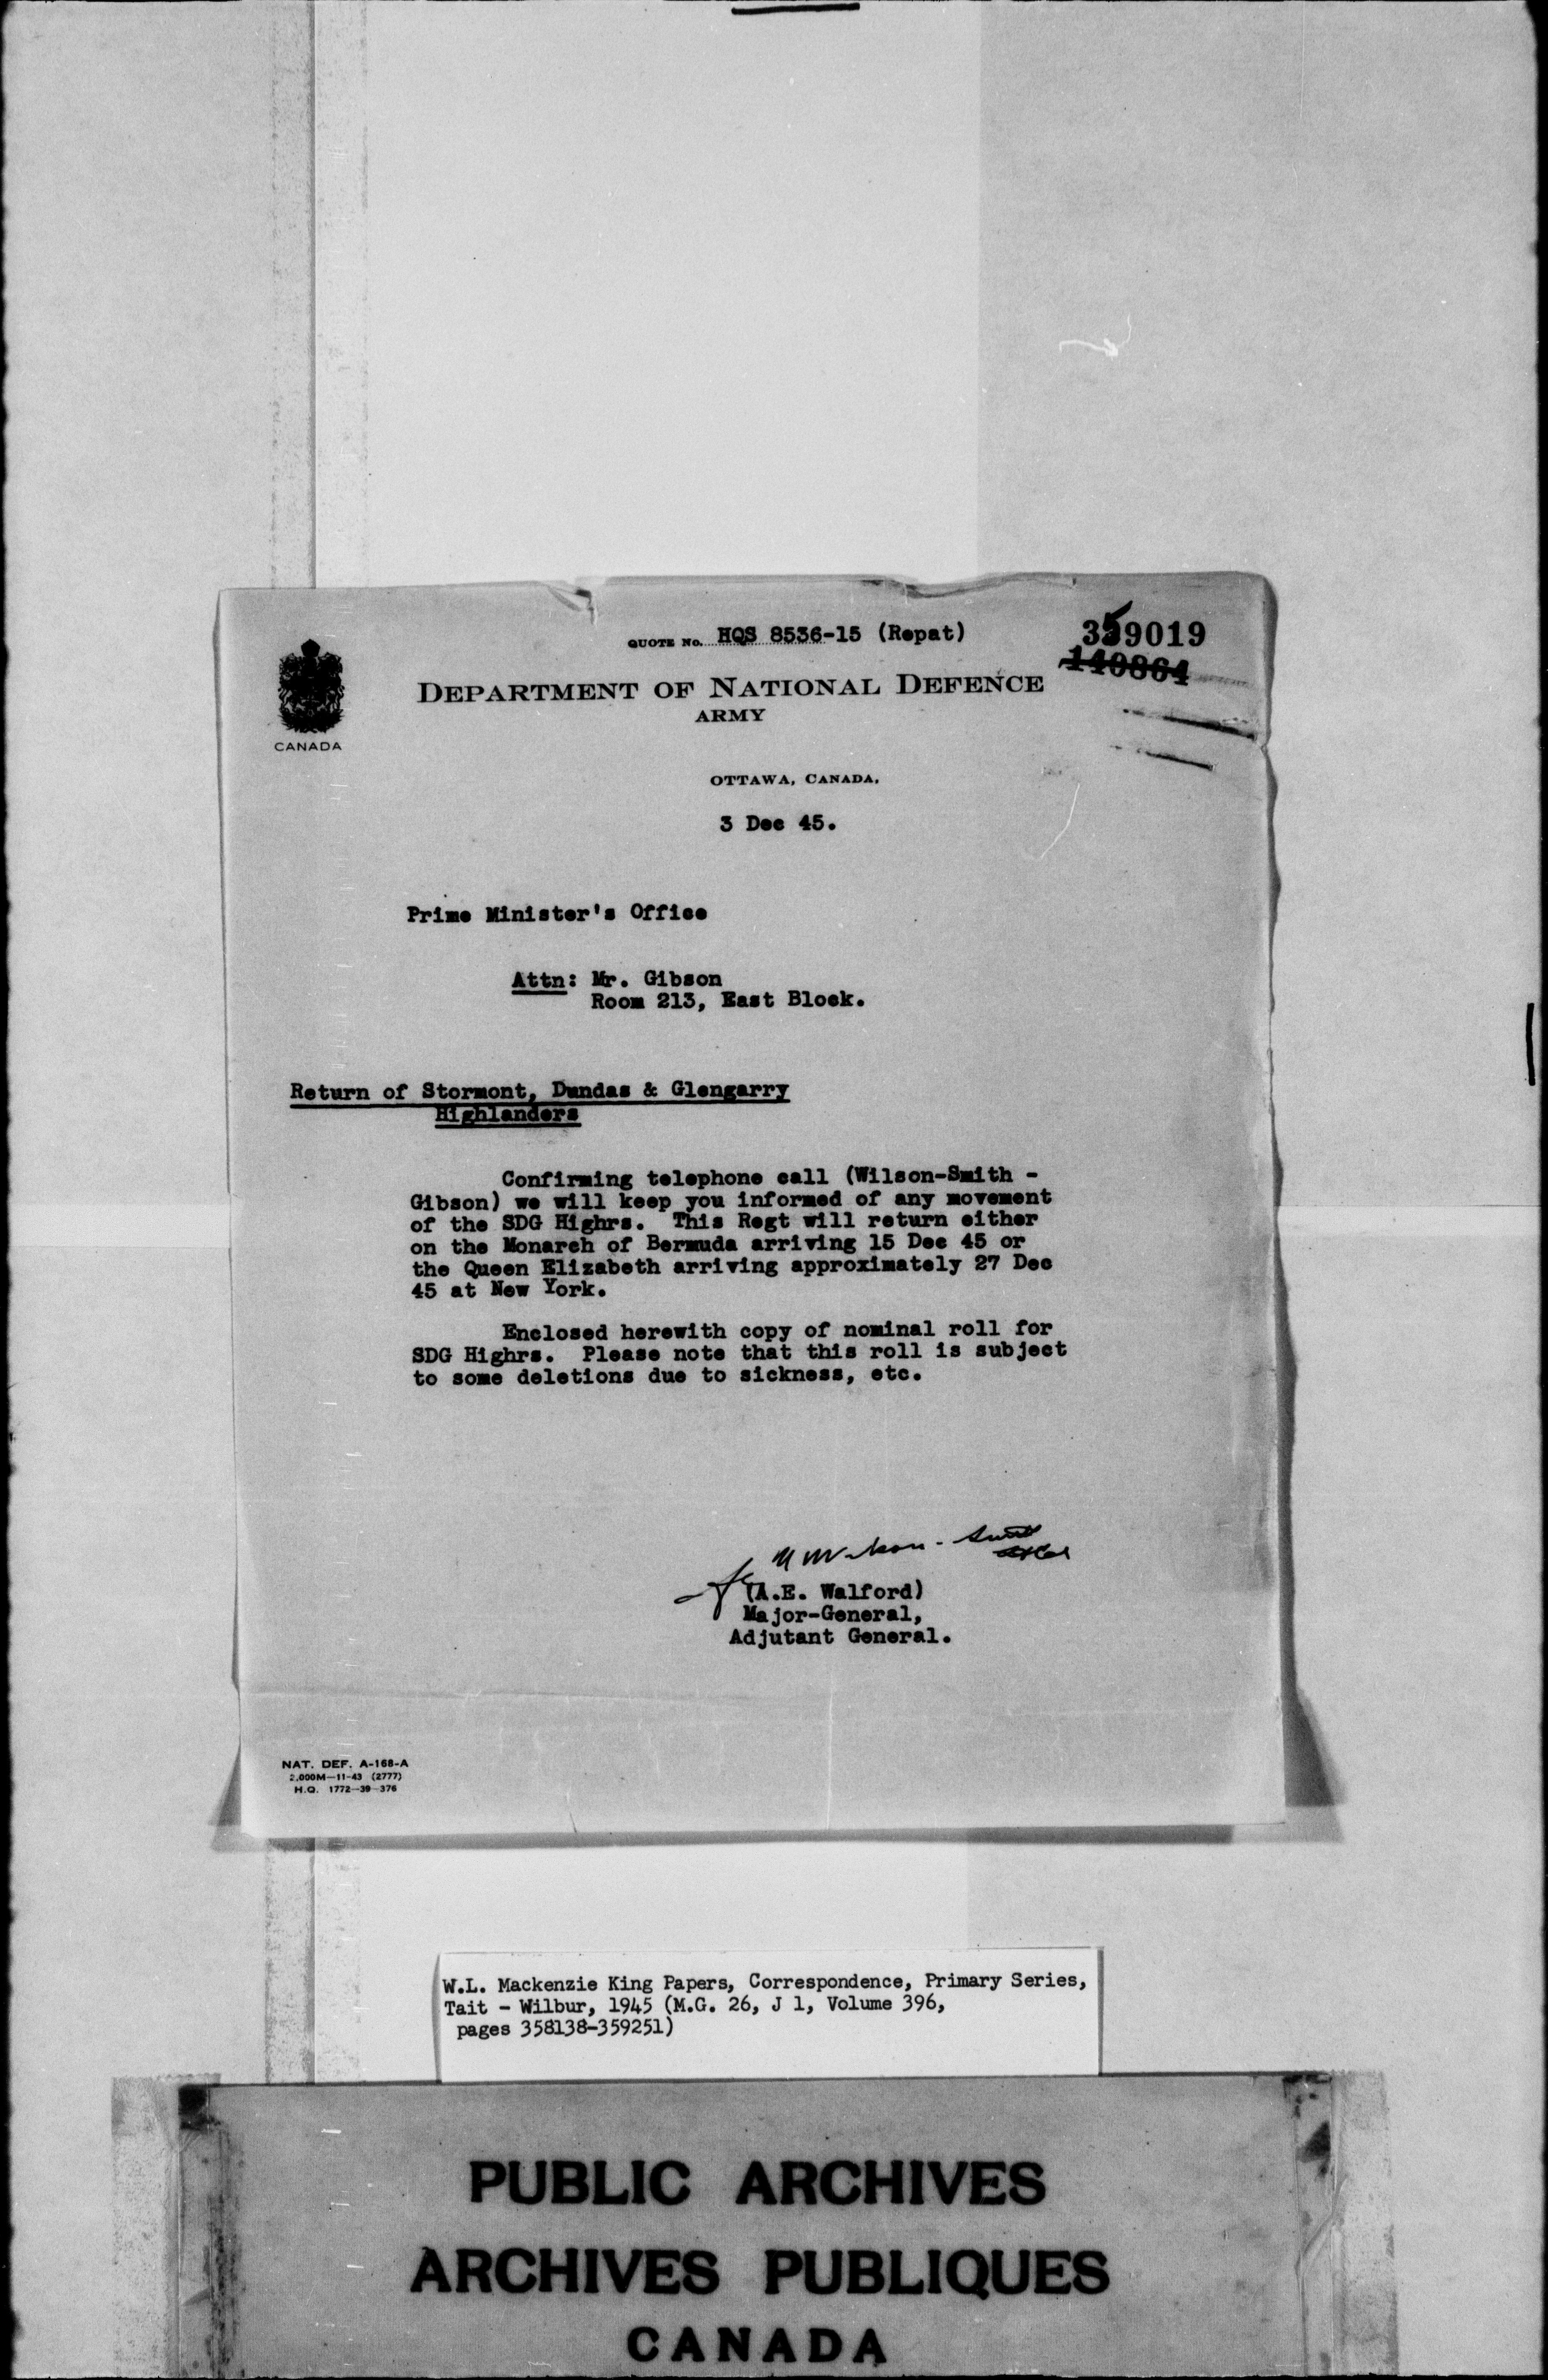 QUOTE No. HQS 8536-15 (Repat)
359019
140864
DEPARTMENT OF NATIONAL DEFENCE
ARMY
CANADA
OTTAWA, CANADA,
3 Dec 45.
Prime Minister's Office
Attn: Mr. Gibson
Room 213, East Block.
Return of Stormont, Dundas & Glengarry
Highlanders
Confirming telephone call (Wilson-Smith -
Gibson) we will keep you informed of any movement
of the SDG Highrs. This Regt will return either
on the Monarch of Bermuda arriving 15 Dec 45 or
the Queen Elizabeth arriving approximately 27 Dec
45 at New York.
Enclosed herewith copy of nominal roll for
SDG Highrs. Please note that this roll is subject
to some deletions due to sickness, etc.
(A.E. Walford)
Major-General,
Adjutant General.
NAT. DEF. A-168-A
2,000M—11-43 (2777)
H.Q. 1772-39-376
W.L. Mackenzie King Papers, Correspondence, Primary Series,
Tait - Wilbur, 1945 (M.G. 26, J 1, Volume 396,
pages 358138-359251)
PUBLIC ARCHIVES
ARCHIVES PUBLIQUES
CANADA